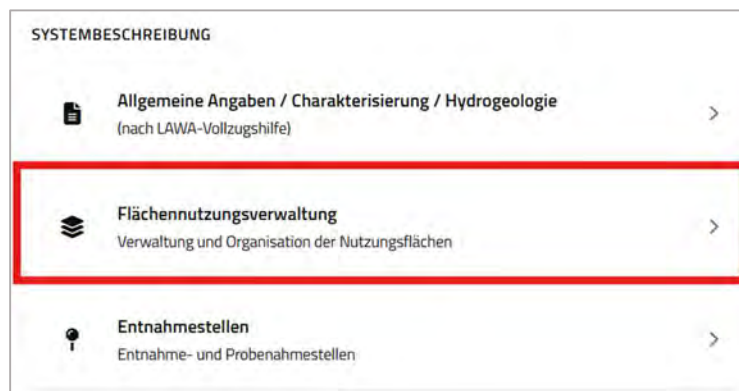 SYSTEMBESCHREIBUNG
Allgemeine Angaben / Charakterisierung / Hydrogeologie
(nach LAWA-Vollzugshilfe)
Flächennutzungsverwaltung
Verwaltung und Organisation der Nutzungsflächen
Entnahmestellen
Entnahme- und Probenahmestellen